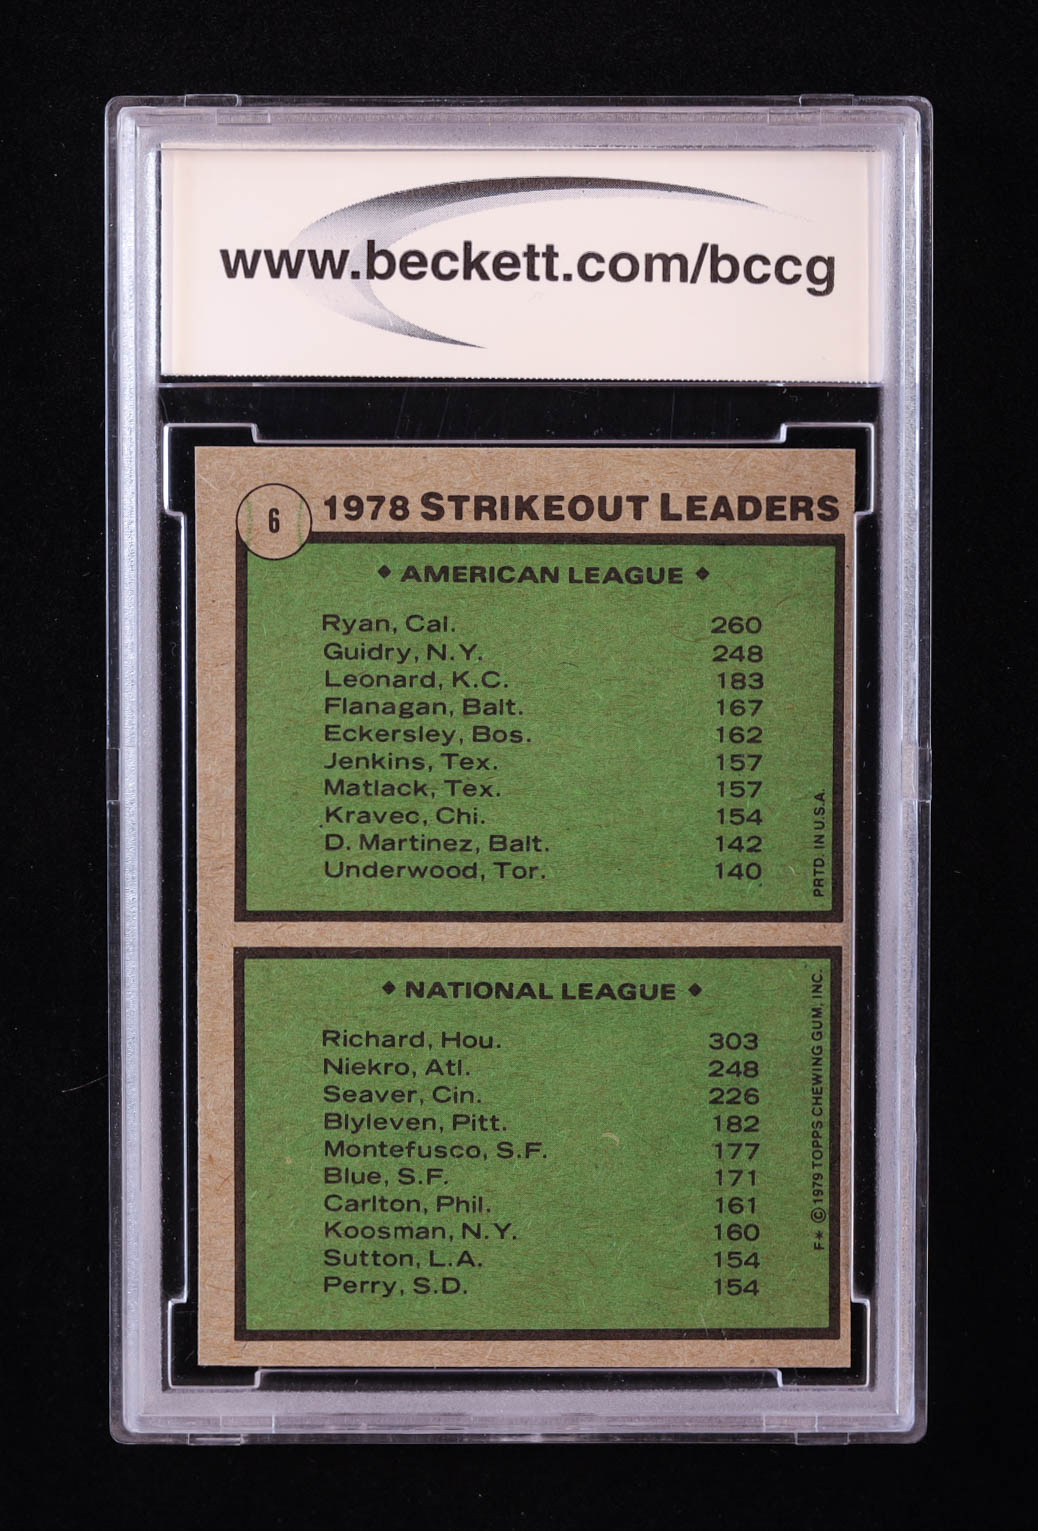 www.beckett.com/bccg
6
1978 STRIKEOUT LEADERS
AMERICAN LEAGUE
Ryan, Cal. 260
Guidry, N.Y. 248
Leonard, K.C. 183
Flanagan, Balt. 167
Eckersley, Bos. 162
Jenkins, Tex. 157
Matlack, Tex. 157
Kravec, Chi. 154
D. Martinez, Balt. 142
Underwood, Tor. 140
PRTD. IN U.S.A.
NATIONAL LEAGUE
Richard, Hou. 303
Niekro, Atl. 248
Seaver, Cin. 226
Blyleven, Pitt. 182
Montefusco, S.F. 177
Blue, S.F. 171
Carlton, Phil. 161
Koosman, N.Y. 160
Sutton, L.A. 154
Perry, S.D. 154
F* © 1979 TOPPS CHEWING GUM, INC.